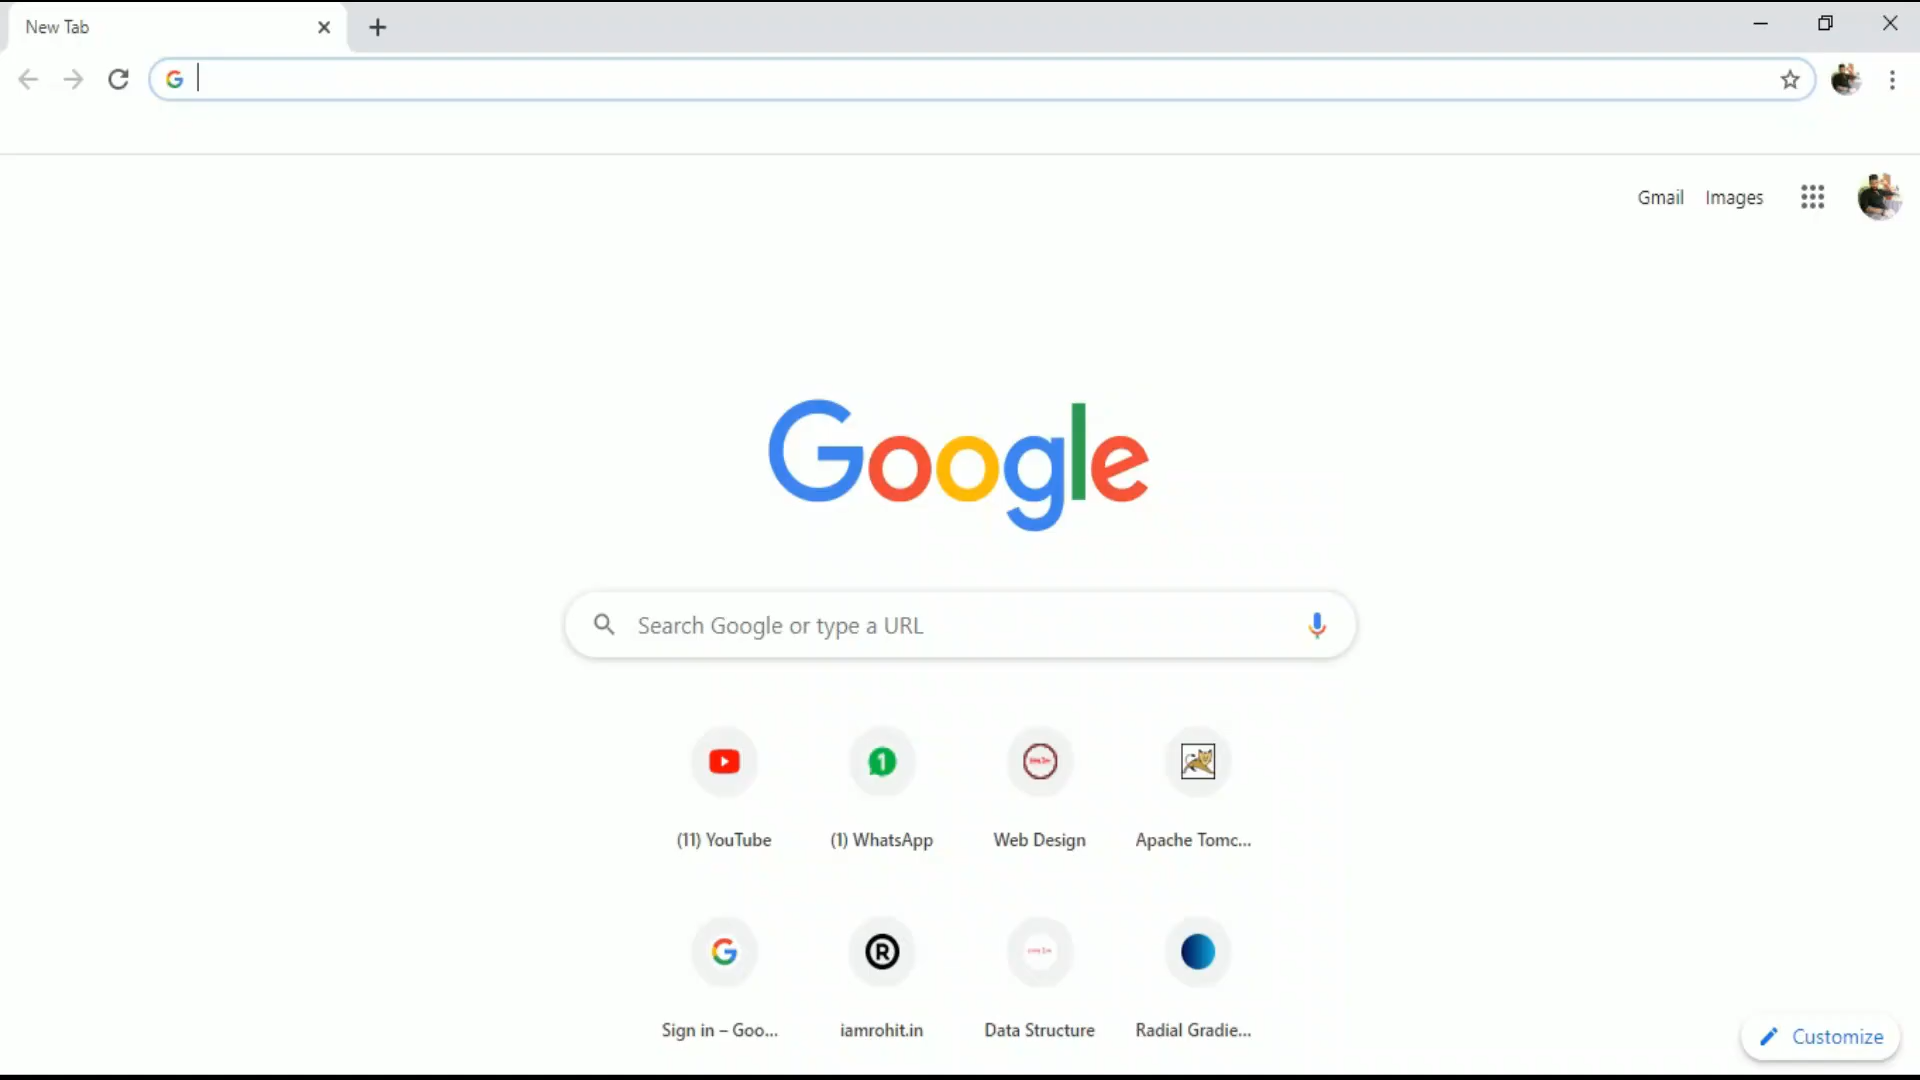 New Tab
Gmail Images
Google
Search Google or type a URL
(11) YouTube
(1) WhatsApp
Web Design
Apache Tomc...
Sign in – Goo...
iamrohit.in
Data Structure
Radial Gradie...
Customize